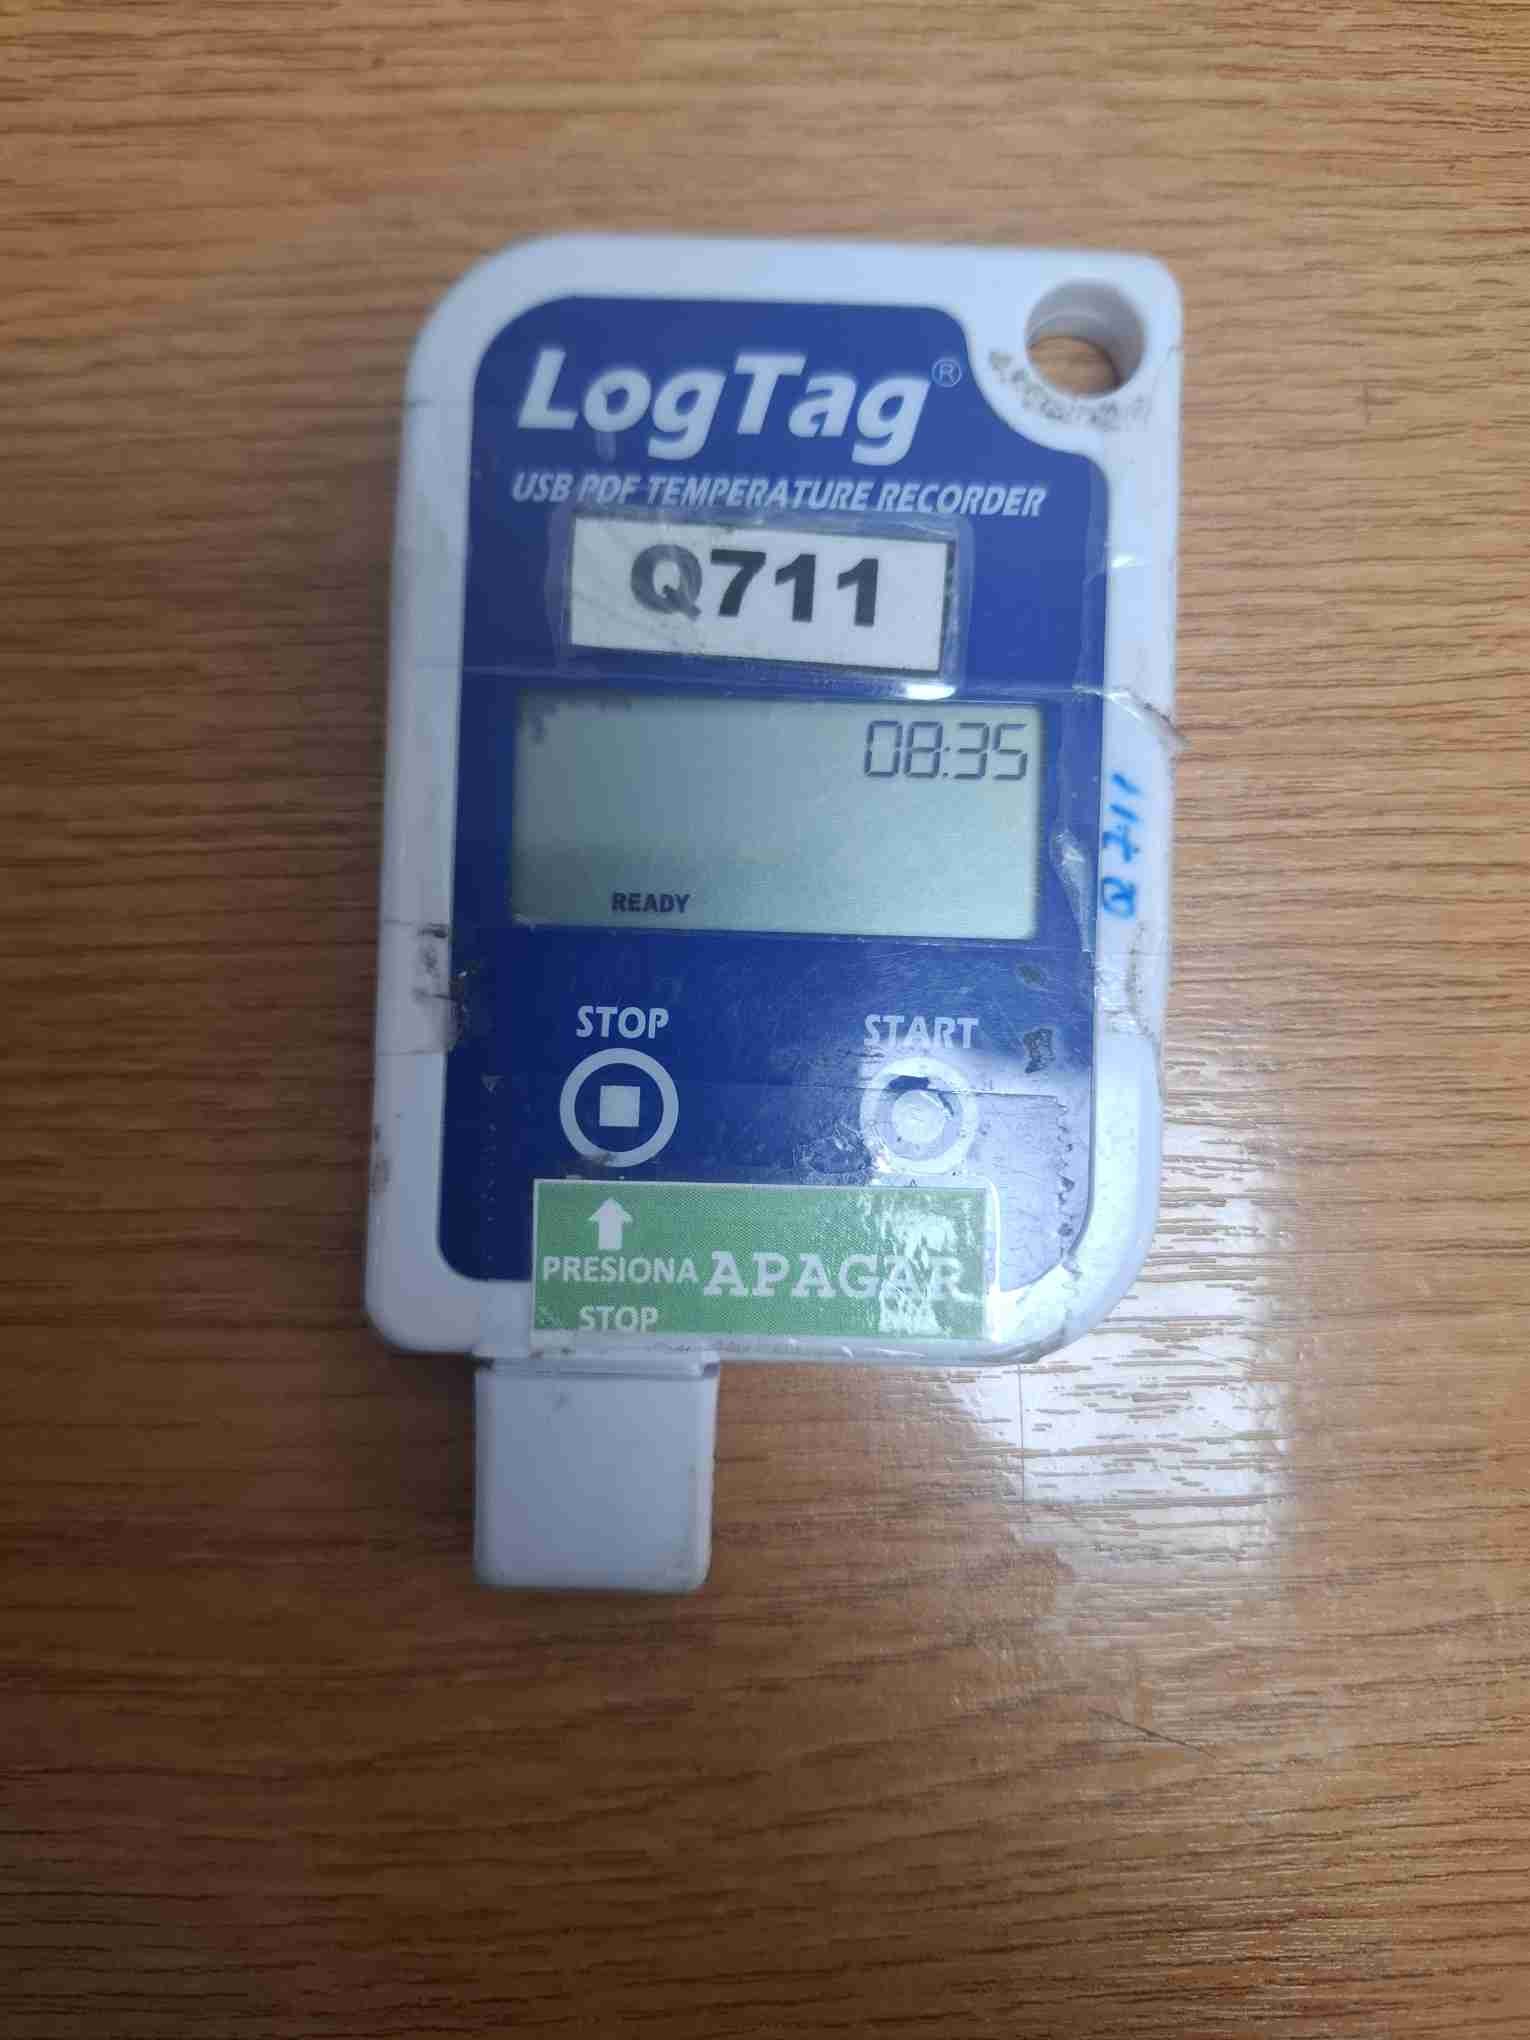 LogTag®
USB PDF TEMPERATURE RECORDER
Q711
08:35
READY
Q711
STOP
START
PRESIONA
STOP
APAGAR